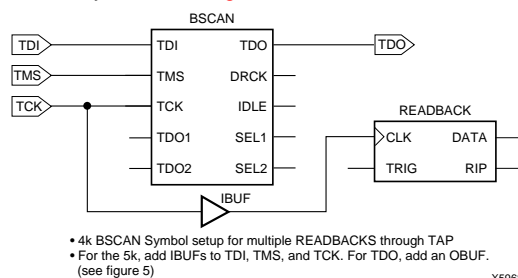 BSCAN
TDI
TDI
TDO
TDO
TMS
TMS
DRCK
TCK
TCK
IDLE
READBACK
TDO1
SEL1
CLK
DATA
TDO2
SEL2
TRIG
RIP
IBUF
• 4k BSCAN Symbol setup for multiple READBACKS through TAP
• For the 5k, add IBUFs to TDI, TMS, and TCK. For TDO, add an OBUF.
(see figure 5)